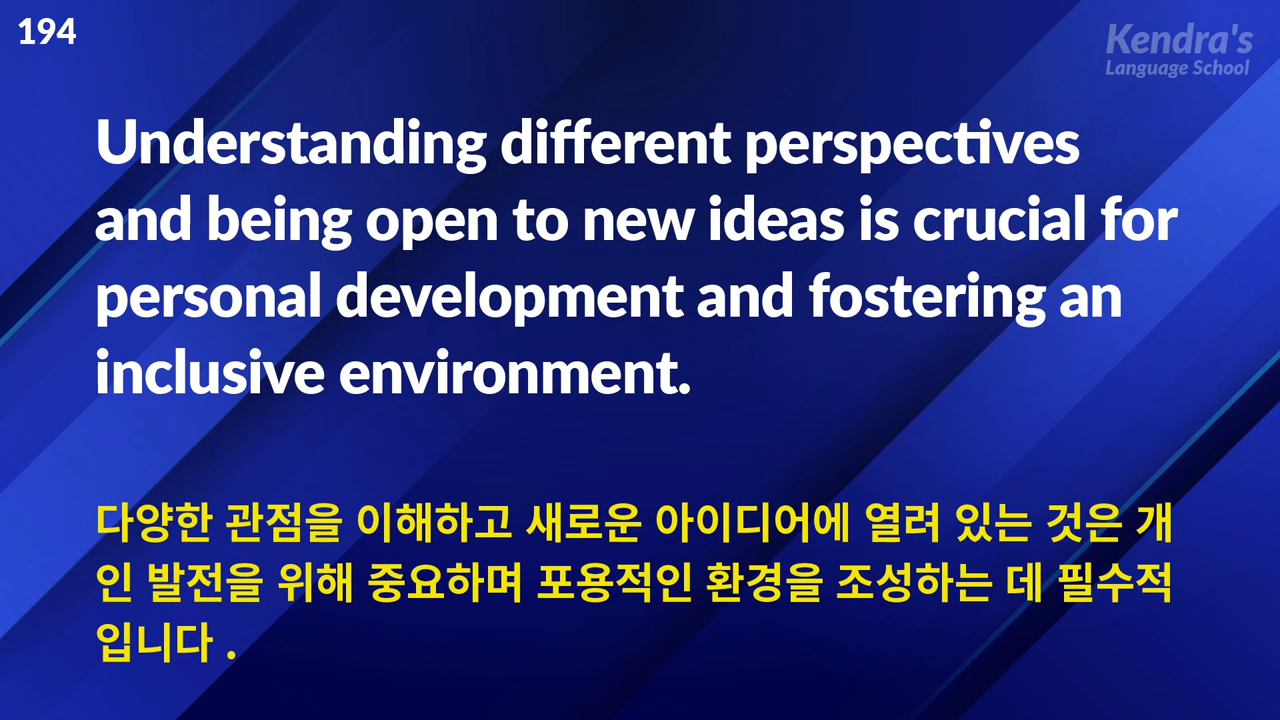 194
Kendra's
Language School
Understanding different perspectives
and being open to new ideas is crucial for
personal development and fostering an
inclusive environment.
다양한 관점을 이해하고 새로운 아이디어에 열려 있는 것은 개
인 발전을 위해 중요하며 포용적인 환경을 조성하는 데 필수적
입니다 .